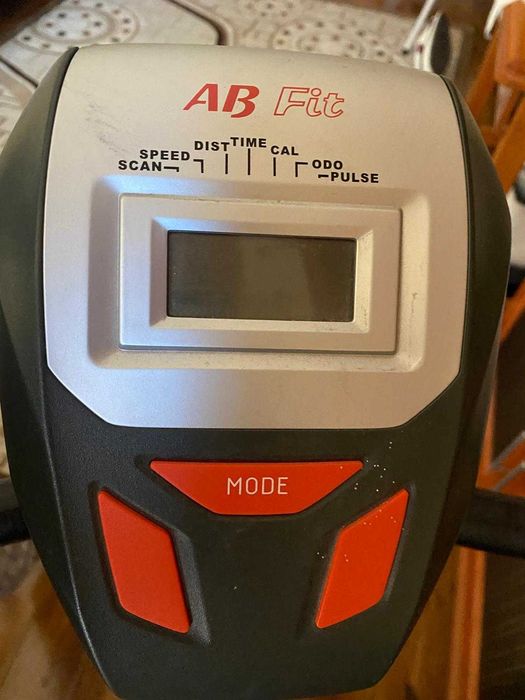 AB Fit
SCAN SPEED DIST TIME CAL ODO PULSE
MODE